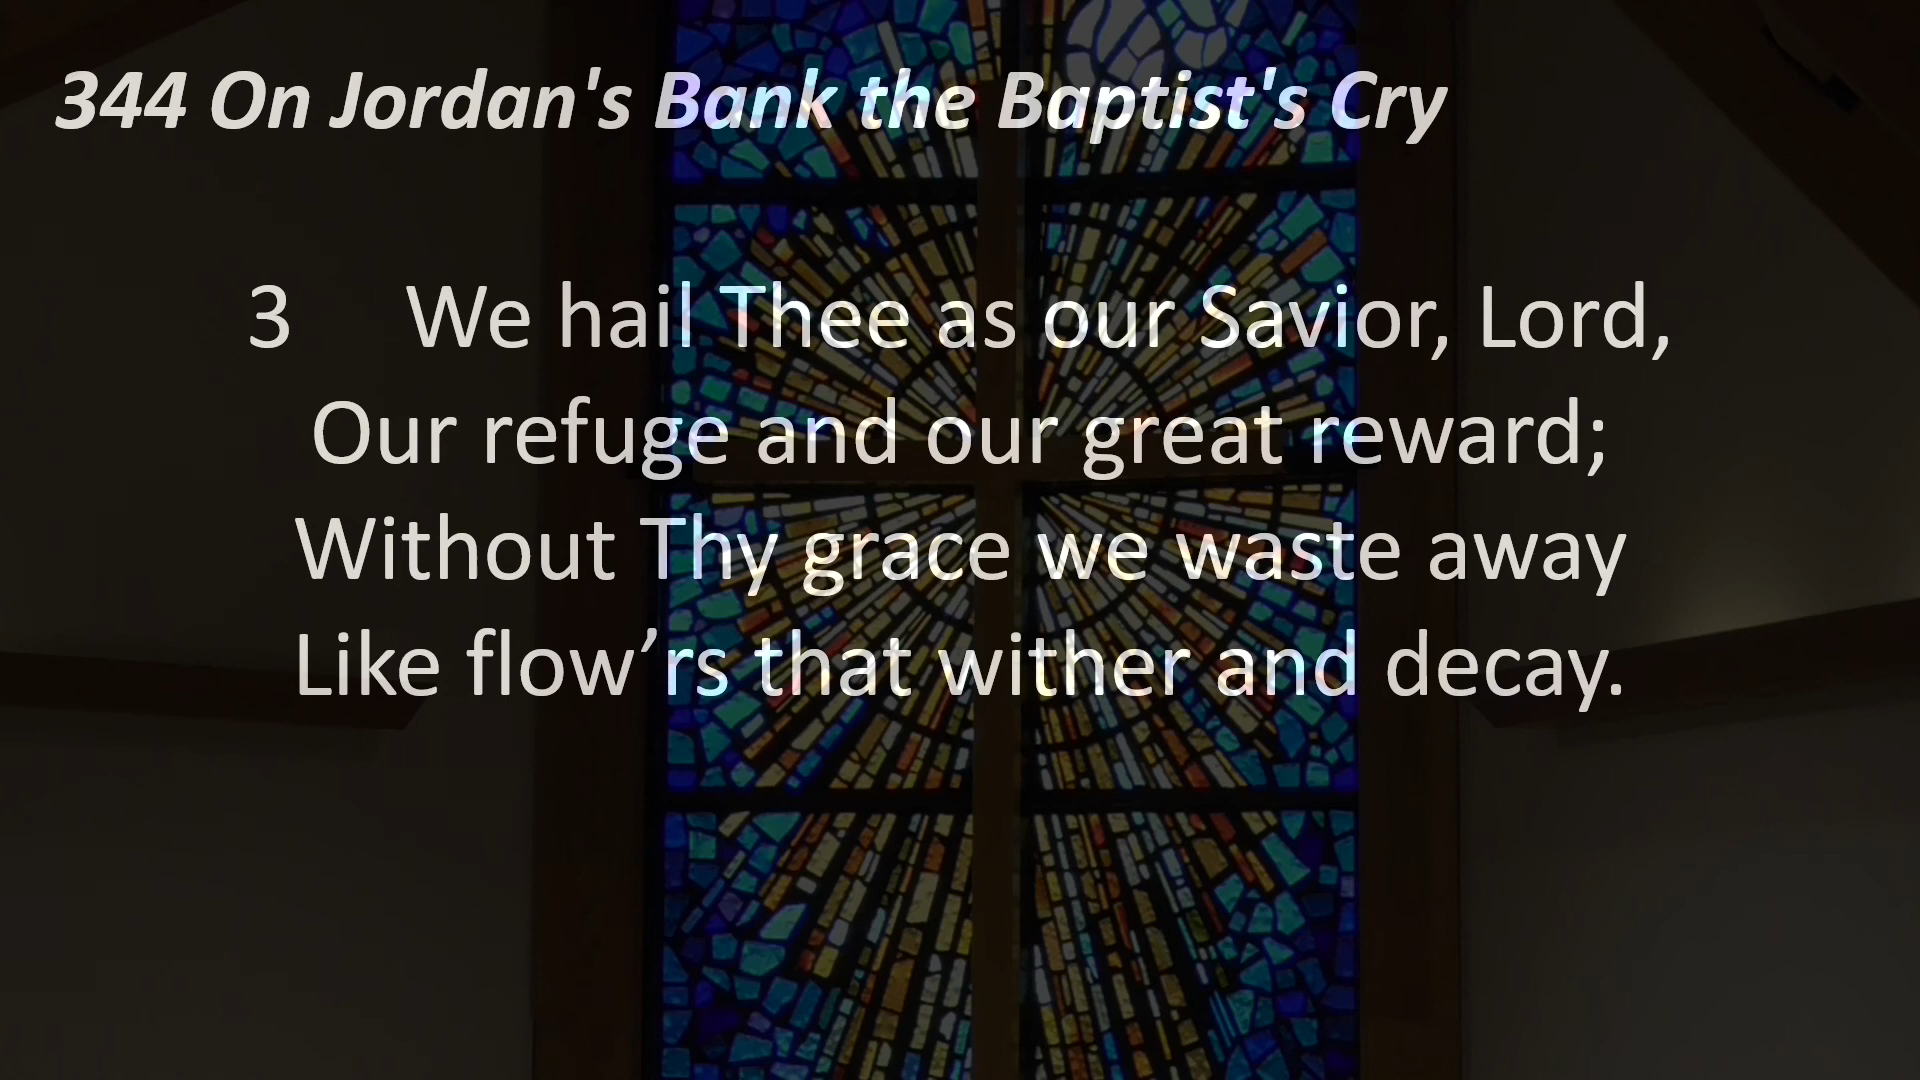 344 On Jordan's Bank the Baptist's Cry
3 We hail Thee as our Savior, Lord,
Our refuge and our great reward;
Without Thy grace we waste away
Like flow’rs that wither and decay.